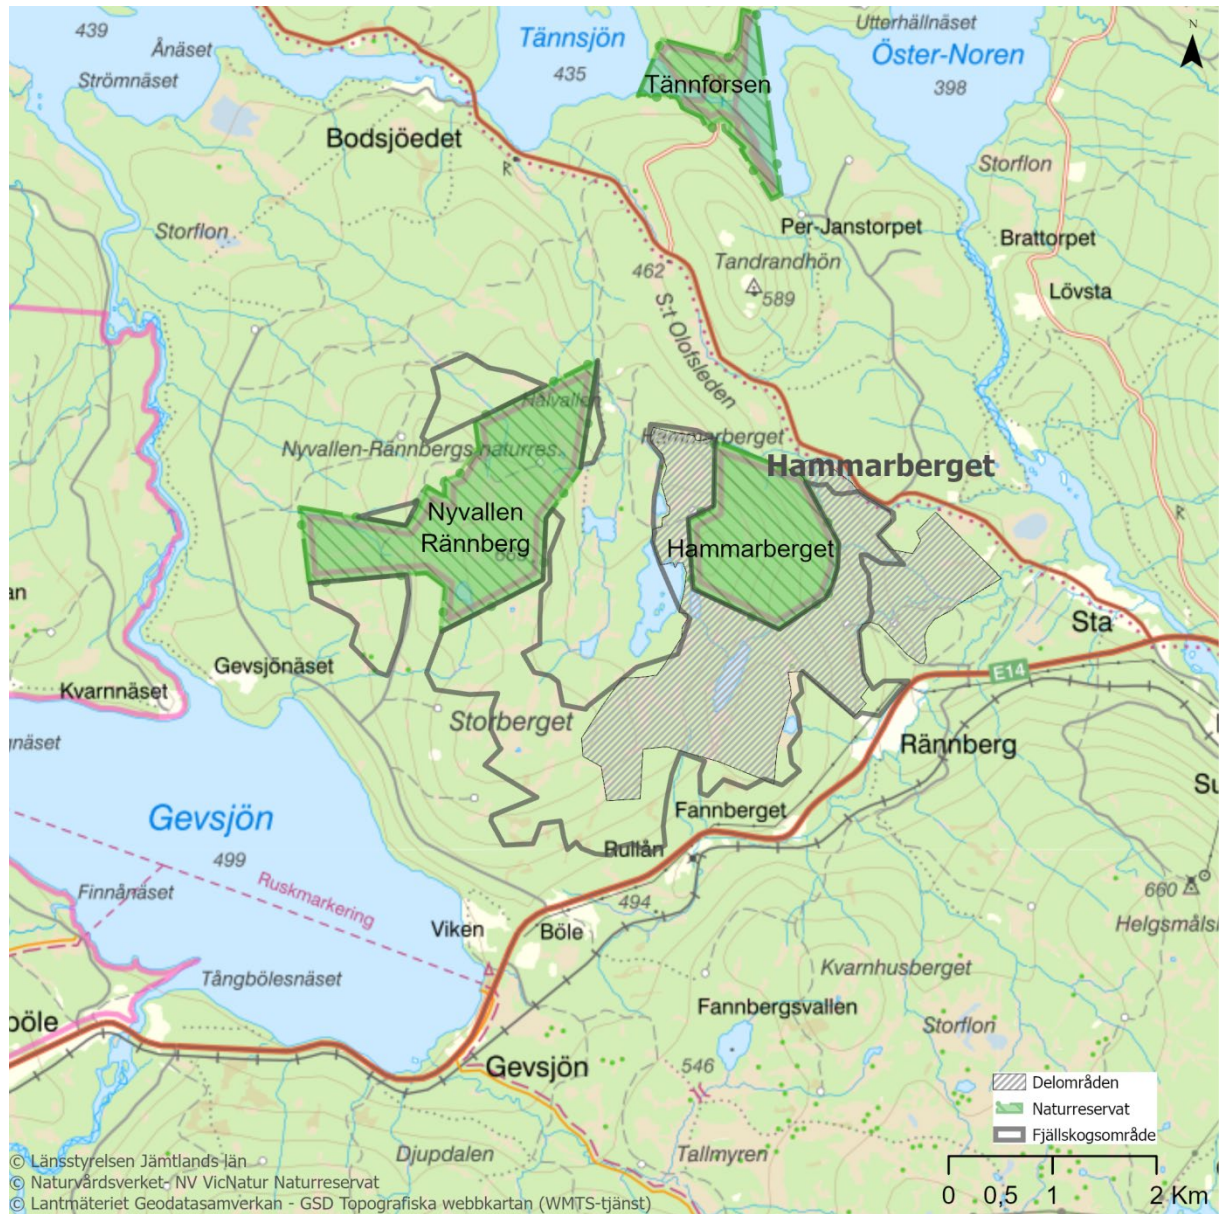 439
Ånäset
Strömnäset
Tännsjön
435
Utterhällnäset
Öster-Noren
398
N
Tännforsen
Bodsjöedet
Storflon
Storflon
Per-Janstorpet
Brattorpet
Tandrandhön
589
Lövsta
462
S:t Olofsleden
Hålvallen
Nyvallen-Rännbergs naturres.
Hammarberget
Hammarberget
Nyvallen
Rännberg
Hammarberget
E14
Sta
Gevsjönäset
Kvarnnäset
Storberget
Rännberg
Gevsjön
499
Fannberget
Rullån
Ruskmarkering
Finnånäset
494
660
Helgsmåls
Viken
Böle
Tångbölesnäset
Kvarnhusberget
Fannbergsvallen
Storflon
böle
Gevsjön
546
Djupdalen
Tallmyren
Delområden
Naturreservat
Fjällskogsområde
© Länsstyrelsen Jämtlands län
© Naturvårdsverket- NV VicNatur Naturreservat
© Lantmäteriet Geodatasamverkan - GSD Topografiska webbkartan (WMTS-tjänst)
0 0,5 1 2 Km